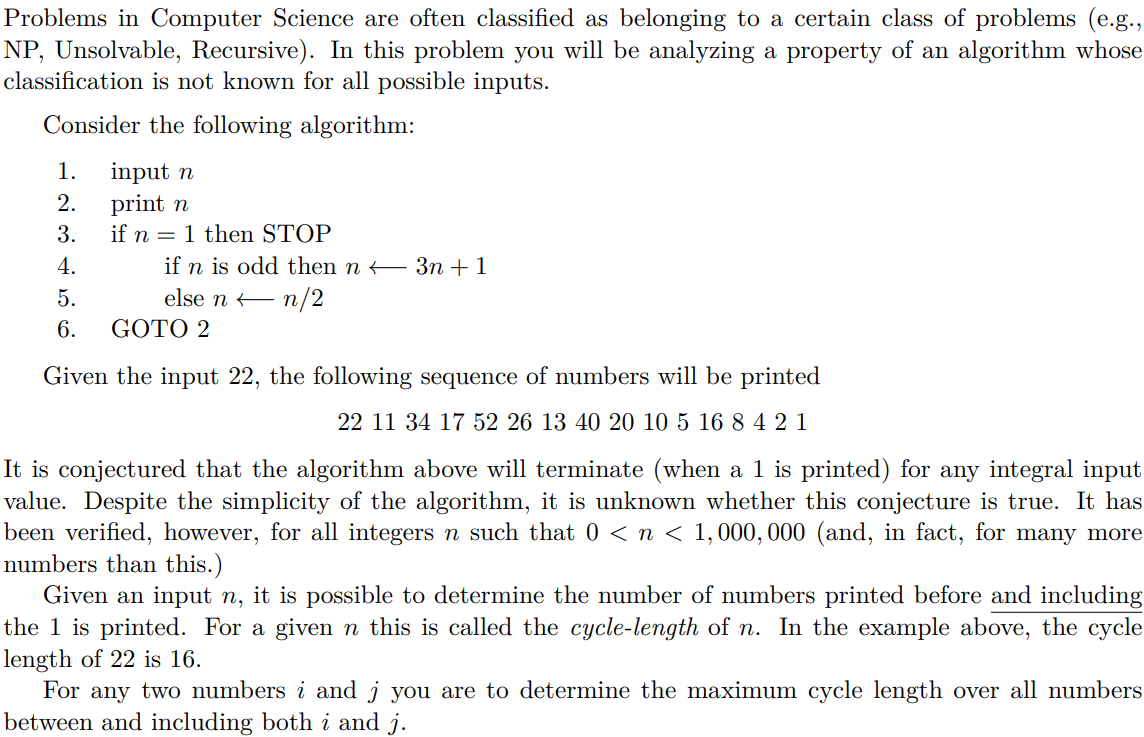 Problems in Computer Science are often classified as belonging to a certain class of problems (e.g.,
NP, Unsolvable, Recursive). In this problem you will be analyzing a property of an algorithm whose
classification is not known for all possible inputs.
Consider the following algorithm:
1. input n
2. print n
3. if n = 1 then STOP
4. if n is odd then n ⟵ 3n + 1
5. else n ⟵ n/2
6. GOTO 2
Given the input 22, the following sequence of numbers will be printed
22 11 34 17 52 26 13 40 20 10 5 16 8 4 2 1
It is conjectured that the algorithm above will terminate (when a 1 is printed) for any integral input
value. Despite the simplicity of the algorithm, it is unknown whether this conjecture is true. It has
been verified, however, for all integers n such that 0 < n < 1,000,000 (and, in fact, for many more
numbers than this.)
Given an input n, it is possible to determine the number of numbers printed before and including
the 1 is printed. For a given n this is called the cycle-length of n. In the example above, the cycle
length of 22 is 16.
For any two numbers i and j you are to determine the maximum cycle length over all numbers
between and including both i and j.